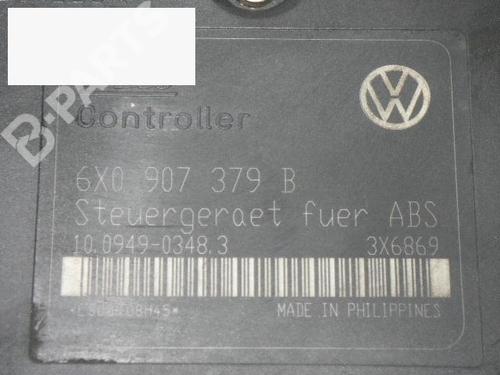 B-PARTS
Controller
6X0 907 379 B
Steuergeraet fuer ABS
10.0949-0348.3 3X6869
MADE IN PHILIPPINES